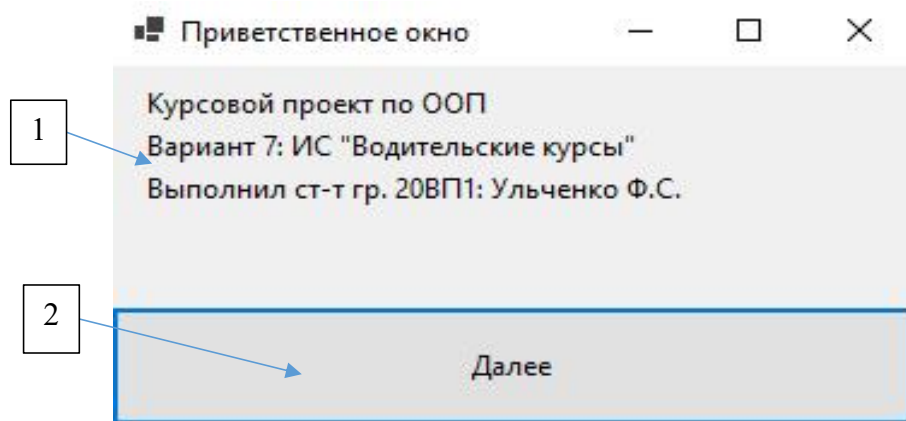 Приветственное окно
Курсовой проект по ООП
1
Вариант 7: ИС "Водительские курсы"
Выполнил ст-т гр. 20ВП1: Ульченко Ф.С.
2
Далее